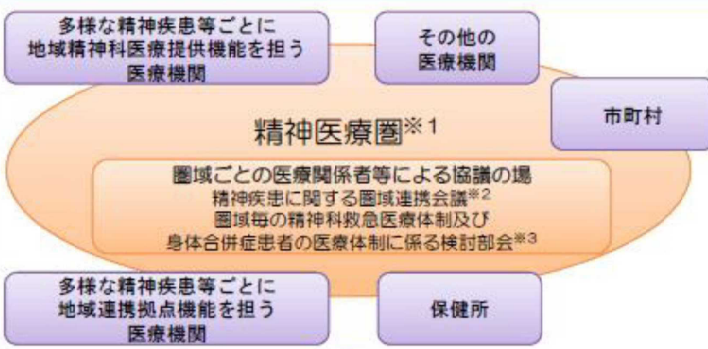 多様な精神疾患等ごとに
地域精神科医療提供機能を担う
医療機関
その他の
医療機関
市町村
精神医療圏※1
圏域ごとの医療関係者等による協議の場
精神疾患に関する圏域連携会議※2
圏域毎の精神科救急医療体制及び
身体合併症患者の医療体制に係る検討部会※3
多様な精神疾患等ごとに
地域連携拠点機能を担う
医療機関
保健所